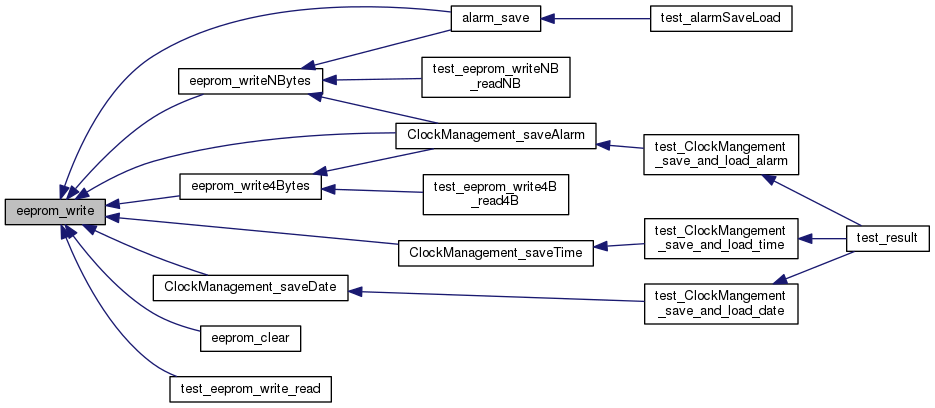 alarm_save
test_alarmSaveLoad
eeprom_writeNBytes
test_eeprom_writeNB
_readNB
ClockManagement_saveAlarm
test_ClockMangement
_save_and_load_alarm
eeprom_write4Bytes
test_eeprom_write4B
_read4B
eeprom_write
test_ClockMangement
_save_and_load_time
test_result
ClockManagement_saveTime
ClockManagement_saveDate
test_ClockMangement
_save_and_load_date
eeprom_clear
test_eeprom_write_read